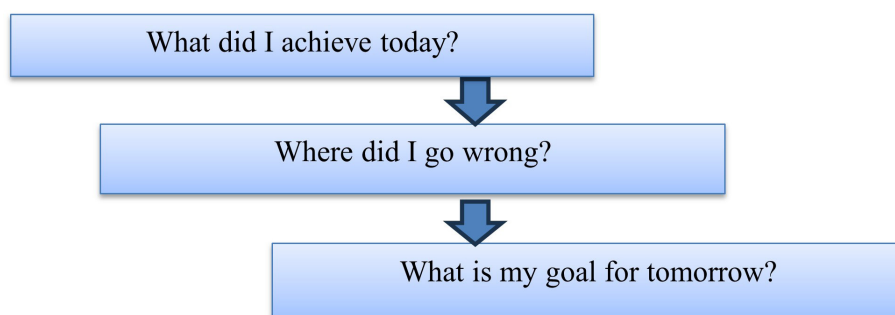 What did I achieve today?
Where did I go wrong?
What is my goal for tomorrow?